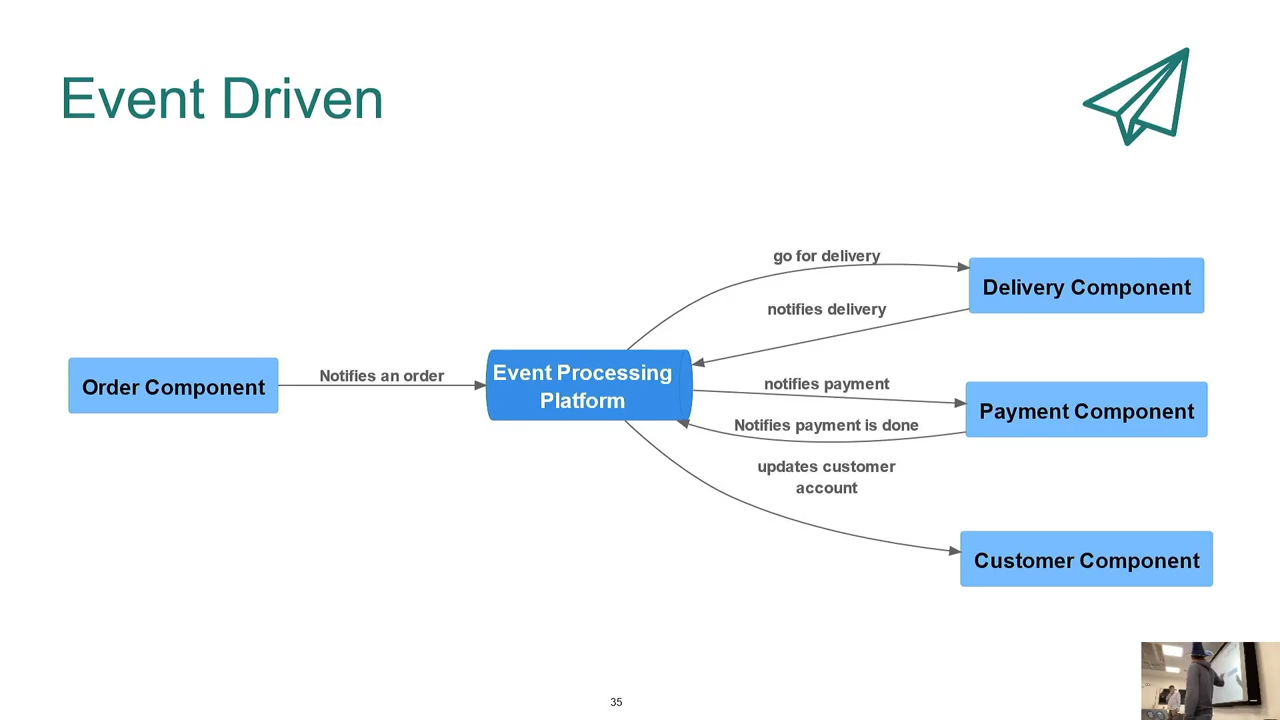 Event Driven
go for delivery
Delivery Component
notifies delivery
Order Component
Notifies an order
Event Processing
Platform
notifies payment
Payment Component
Notifies payment is done
updates customer
account
Customer Component
35